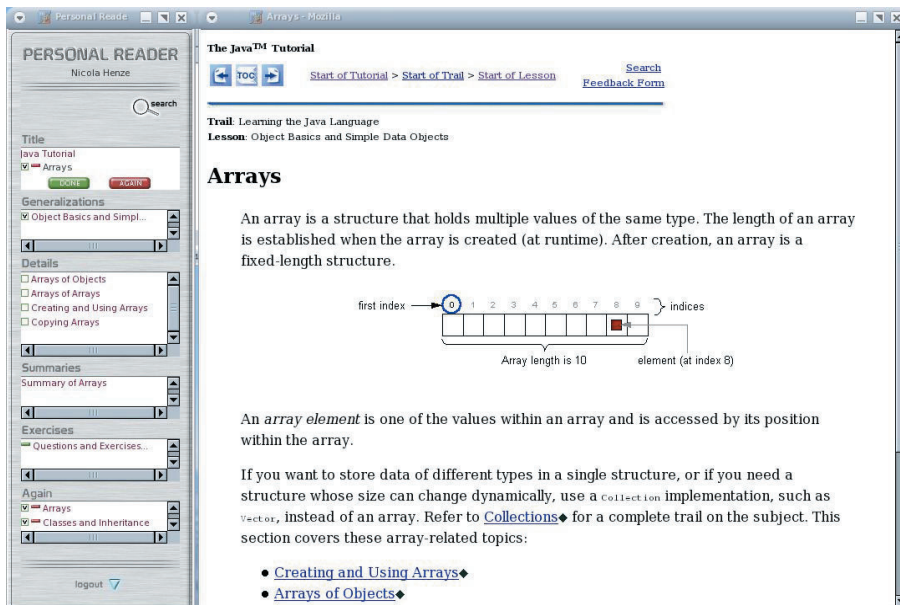 Personal Reade
Arrays - Mozilla
PERSONAL READER
Nicola Henze
search
Title
Java Tutorial
Arrays
DONE
AGAIN
Generalizations
Object Basics and Simpl...
Details
Arrays of Objects
Arrays of Arrays
Creating and Using Arrays
Copying Arrays
Summaries
Summary of Arrays
Exercises
Questions and Exercises...
Again
Arrays
Classes and Inheritance
logout
The Java™ Tutorial
TOC
Start of Tutorial > Start of Trail > Start of Lesson
Search
Feedback Form
Trail: Learning the Java Language
Lesson: Object Basics and Simple Data Objects
Arrays
An array is a structure that holds multiple values of the same type. The length of an array
is established when the array is created (at runtime). After creation, an array is a
fixed-length structure.
first index
0 1 2 3 4 5 6 7 8 9
indices
Array length is 10
element (at index 8)
An array element is one of the values within an array and is accessed by its position
within the array.
If you want to store data of different types in a single structure, or if you need a
structure whose size can change dynamically, use a Collection implementation, such as
Vector, instead of an array. Refer to Collections◆ for a complete trail on the subject. This
section covers these array-related topics:
● Creating and Using Arrays◆
● Arrays of Objects◆